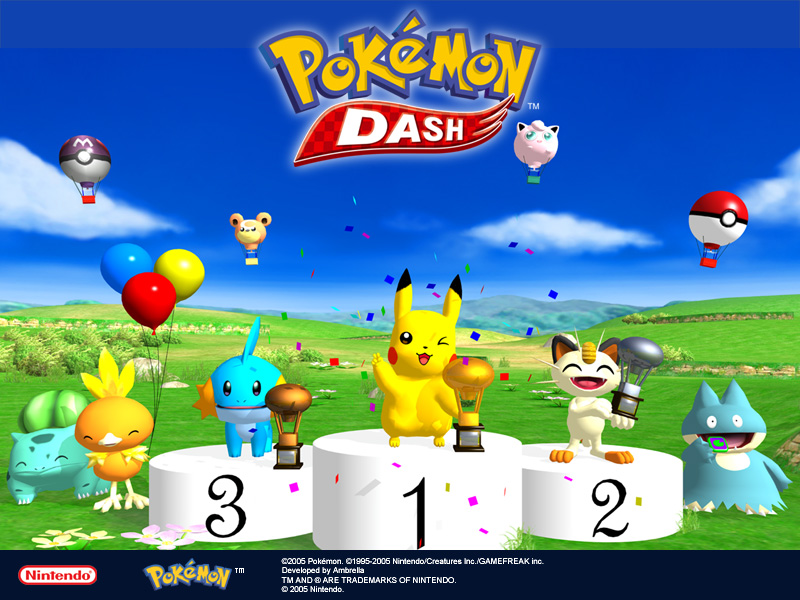 POKéMON
DASH
TM
M
3
1
2
Nintendo
POKéMON TM
©2005 Pokémon. ©1995-2005 Nintendo/Creatures Inc./GAMEFREAK inc.
Developed by Ambrella
TM AND ® ARE TRADEMARKS OF NINTENDO.
© 2005 Nintendo.